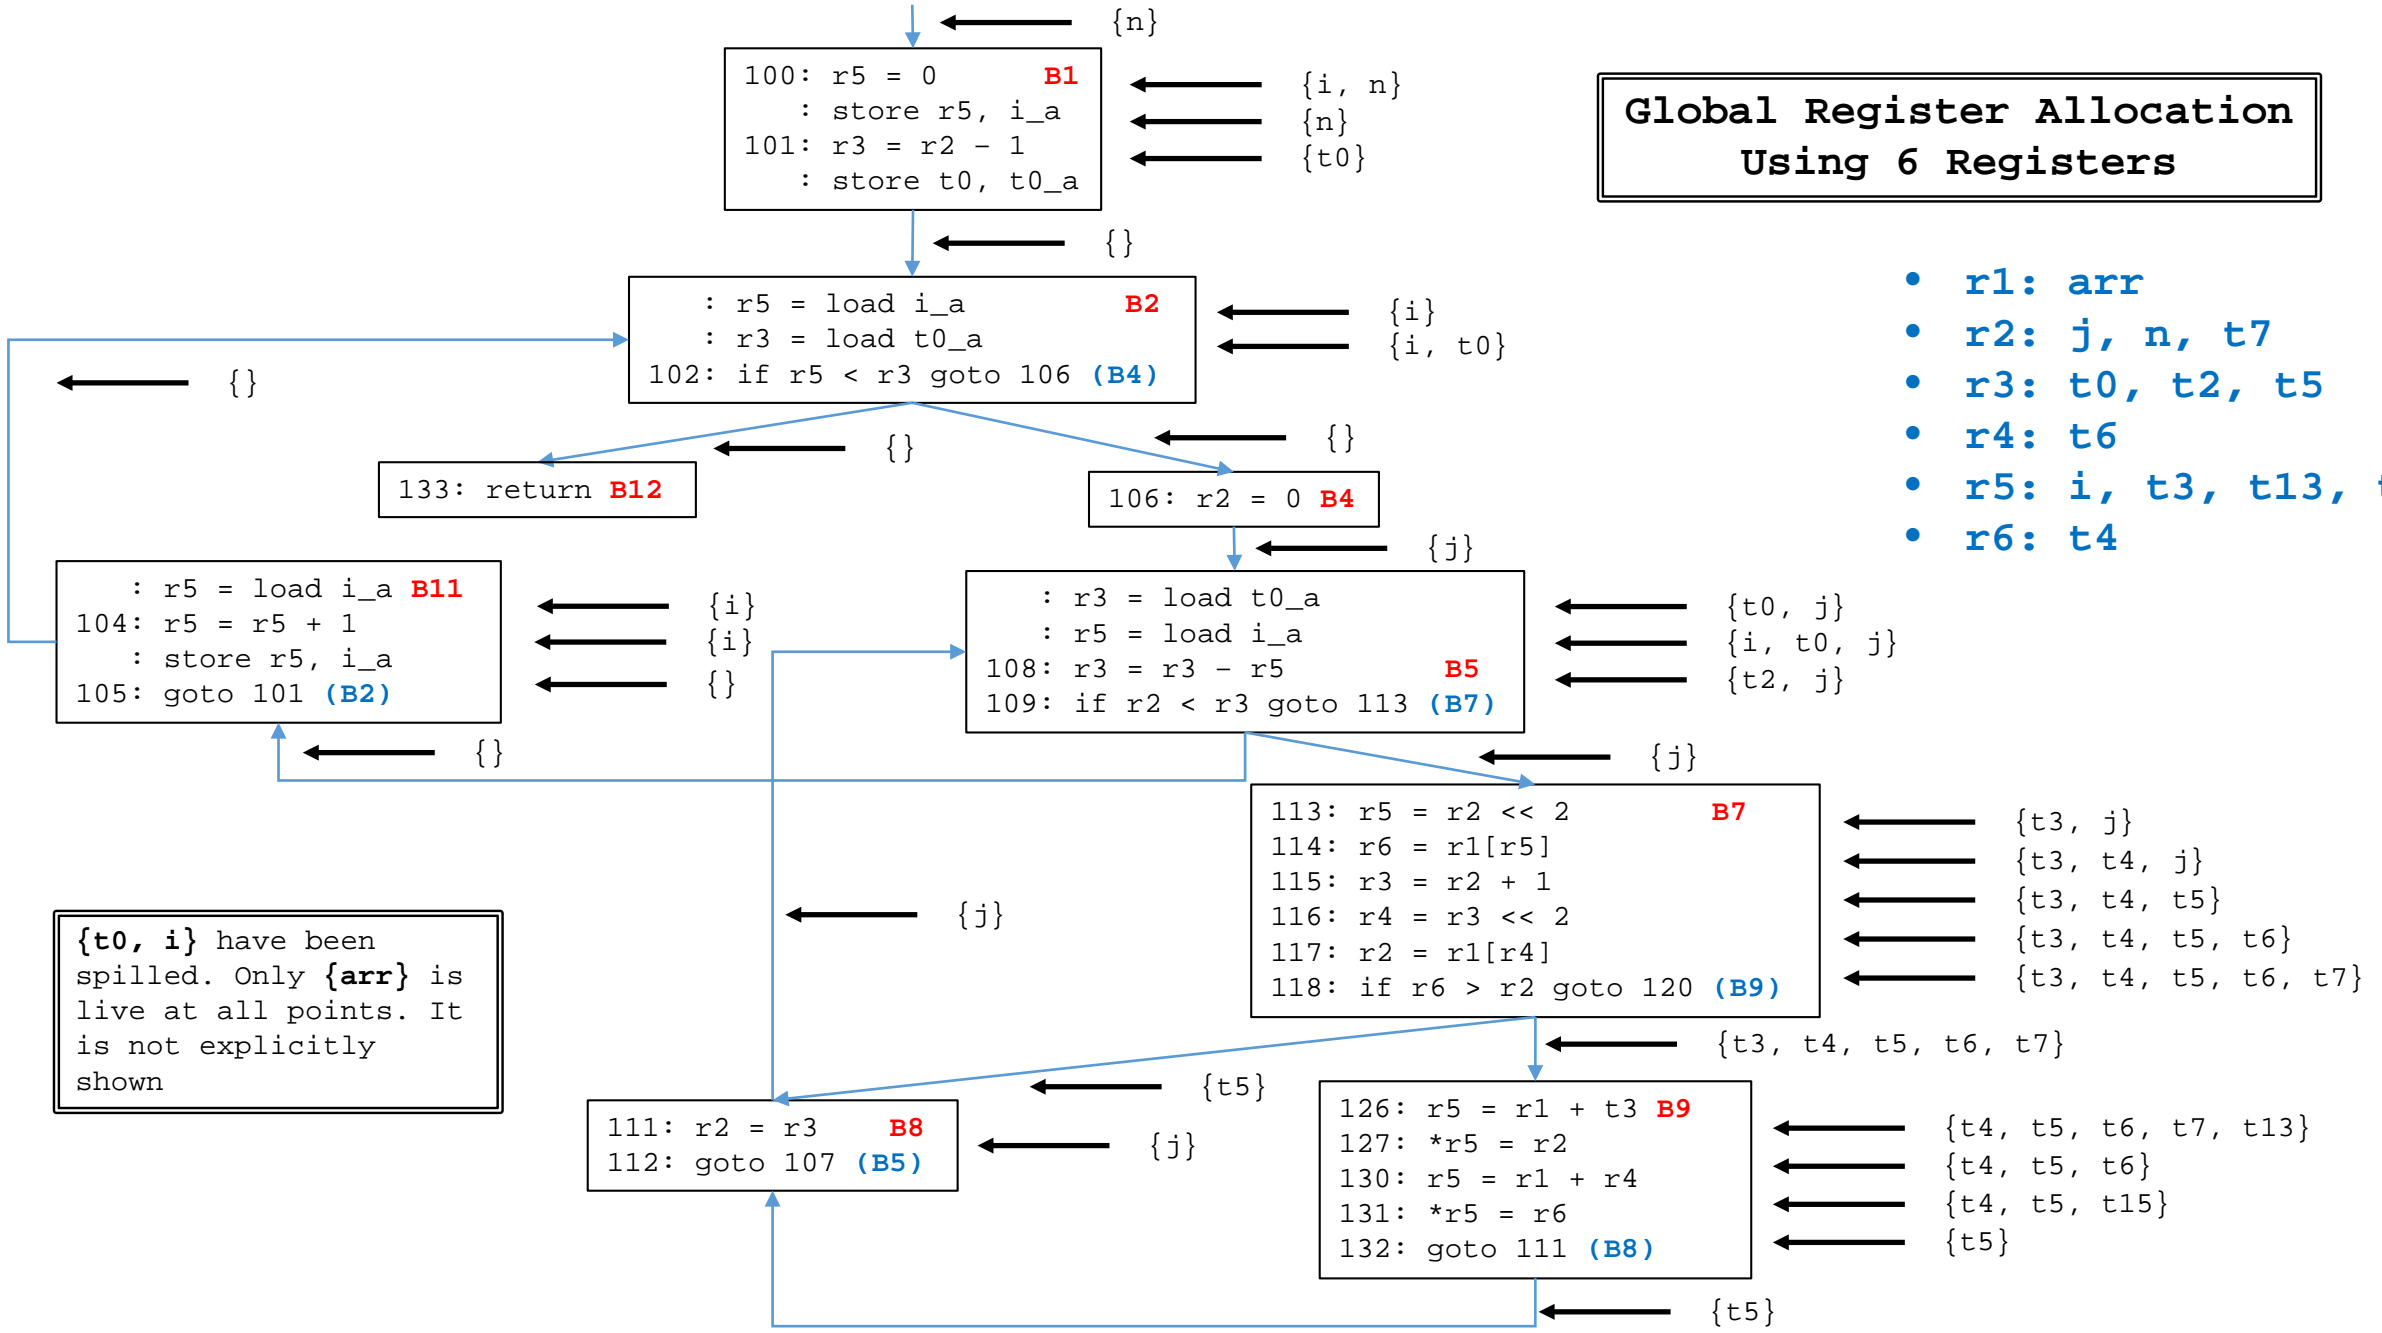 {n}
100: r5 = 0 B1
: store r5, i_a
101: r3 = r2 – 1
: store t0, t0_a
{i, n}
{n}
{t0}
Global Register Allocation
Using 6 Registers
{}
: r5 = load i_a B2
: r3 = load t0_a
102: if r5 < r3 goto 106 (B4)
{i}
{i, t0}
• r1: arr
• r2: j, n, t7
• r3: t0, t2, t5
• r4: t6
• r5: i, t3, t13,
• r6: t4
{}
{}
{}
133: return B12
106: r2 = 0 B4
{j}
: r5 = load i_a B11
104: r5 = r5 + 1
: store r5, i_a
105: goto 101 (B2)
{i}
{i}
{}
: r3 = load t0_a
: r5 = load i_a
108: r3 = r3 – r5 B5
109: if r2 < r3 goto 113 (B7)
{t0, j}
{i, t0, j}
{t2, j}
{}
{j}
113: r5 = r2 << 2 B7
114: r6 = r1[r5]
115: r3 = r2 + 1
116: r4 = r3 << 2
117: r2 = r1[r4]
118: if r6 > r2 goto 120 (B9)
{t3, j}
{t3, t4, j}
{t3, t4, t5}
{t3, t4, t5, t6}
{t3, t4, t5, t6, t7}
{j}
{t0, i} have been
spilled. Only {arr} is
live at all points. It
is not explicitly
shown
{t3, t4, t5, t6, t7}
{t5}
111: r2 = r3 B8
112: goto 107 (B5)
{j}
126: r5 = r1 + t3 B9
127: *r5 = r2
130: r5 = r1 + r4
131: *r5 = r6
132: goto 111 (B8)
{t4, t5, t6, t7, t13}
{t4, t5, t6}
{t4, t5, t15}
{t5}
{t5}